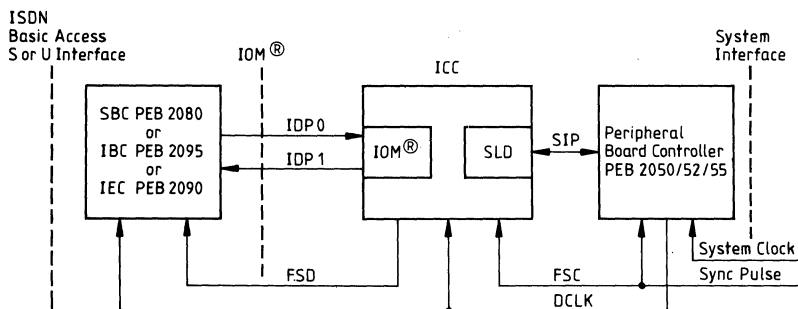 ISDN
Basic Access
S or U Interface
IOM®
ICC
System
Interface
SBC PEB 2080
or
IBC PEB 2095
or
IEC PEB 2090
IDP 0
IDP 1
IOM®
SLD
SIP
Peripheral
Board Controller
PEB 2050/52/55
System Clock
FSD
FSC
Sync Pulse
DCLK